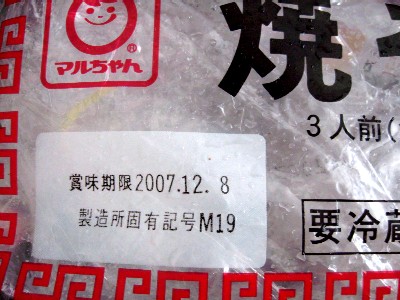 マルちゃん
焼
3人前(
賞味期限2007.12. 8
製造所固有記号M19
要冷蔵